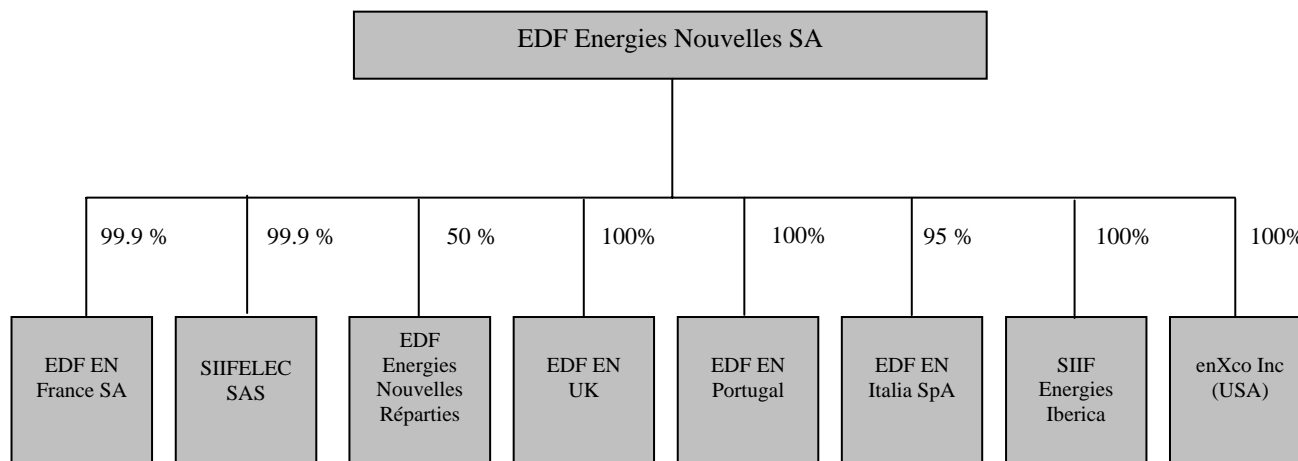 EDF Energies Nouvelles SA
99.9 %
99.9 %
50 %
100%
100%
95 %
100%
100%
EDF EN
France SA
SIIFELEC
SAS
EDF
Energies
Nouvelles
Réparties
EDF EN
UK
EDF EN
Portugal
EDF EN
Italia SpA
SIIF
Energies
Iberica
enXco Inc
(USA)